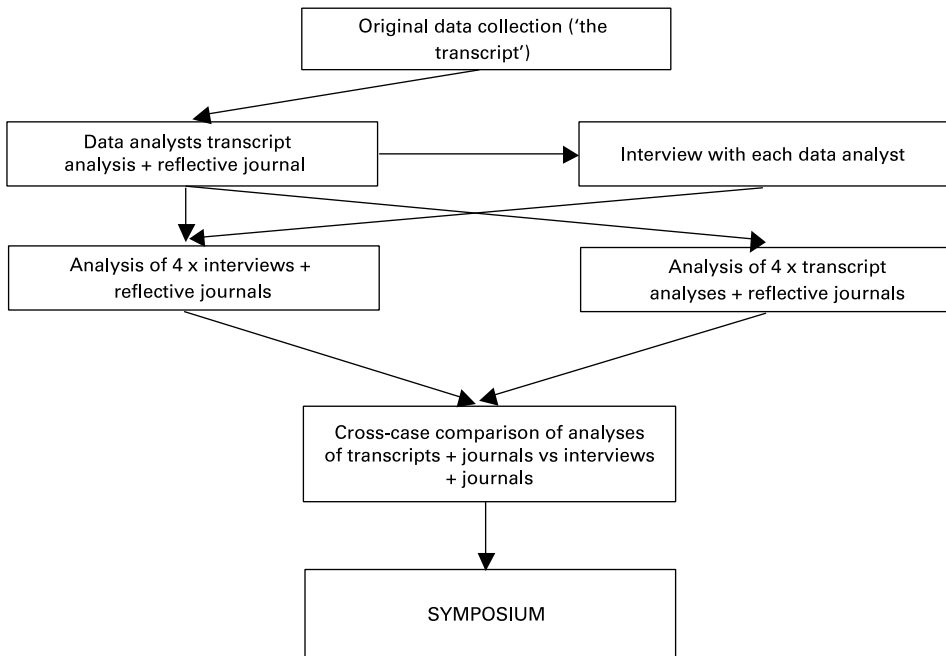 Original data collection (‘the
transcript’)
Data analysts transcript
analysis + reflective journal
Interview with each data analyst
Analysis of 4 x interviews +
reflective journals
Analysis of 4 x transcript
analyses + reflective journals
Cross-case comparison of analyses
of transcripts + journals vs interviews
+ journals
SYMPOSIUM